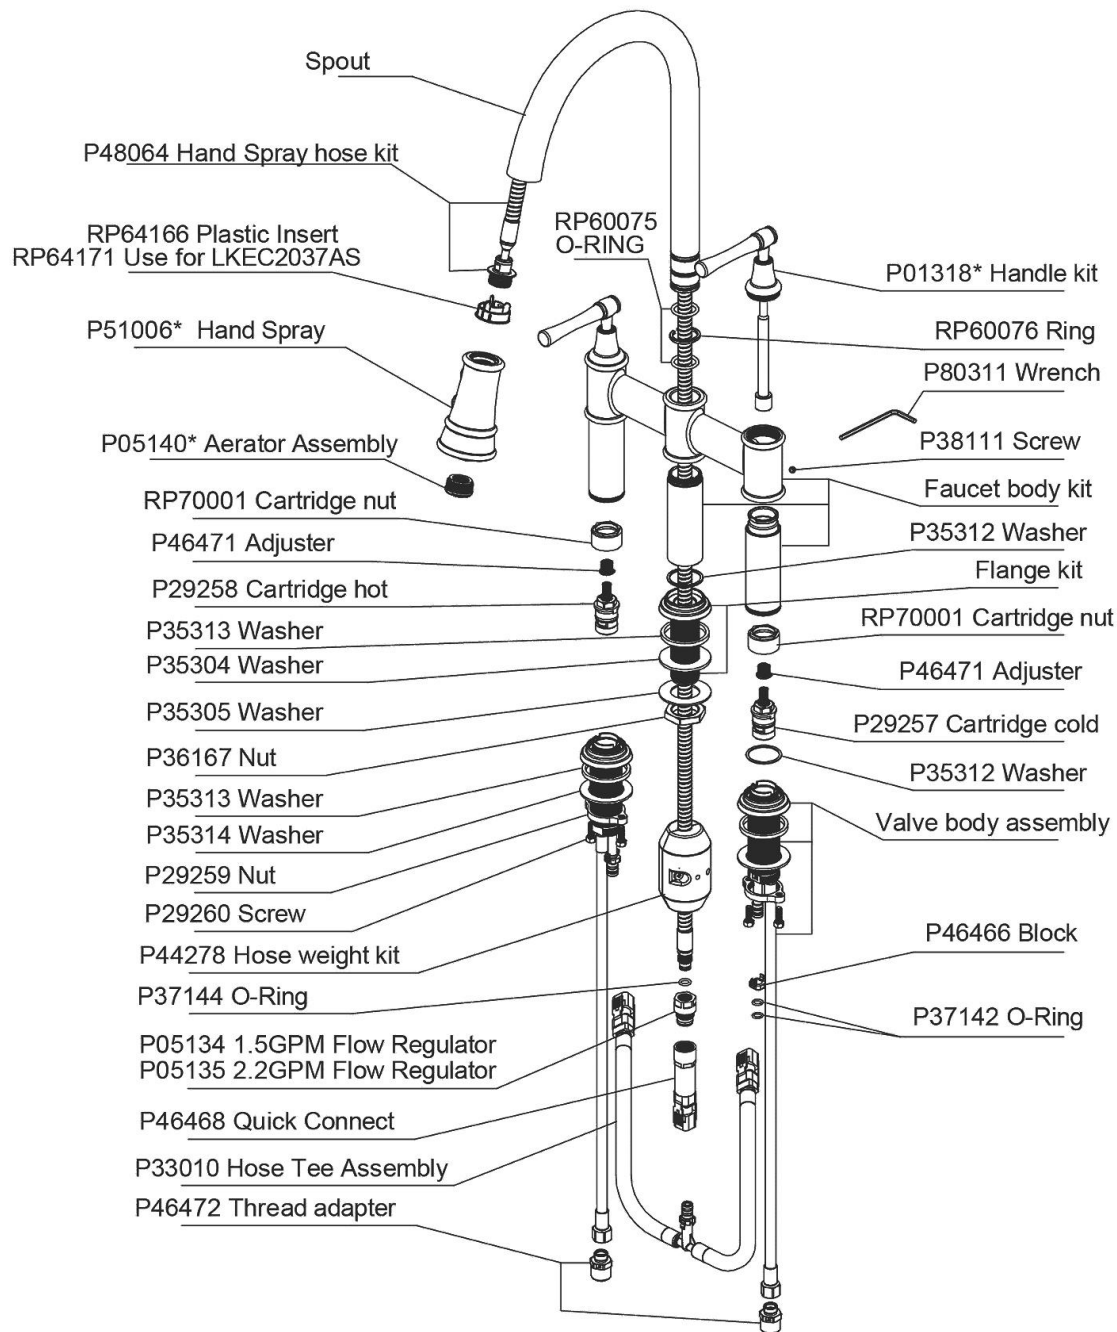 Spout
P48064 Hand Spray hose kit
RP64166 Plastic Insert
RP64171 Use for LKEC2037AS
P51006* Hand Spray
P05140* Aerator Assembly
RP70001 Cartridge nut
P46471 Adjuster
P29258 Cartridge hot
P35313 Washer
P35304 Washer
P35305 Washer
P36167 Nut
P35313 Washer
P35314 Washer
P29259 Nut
P29260 Screw
P44278 Hose weight kit
P37144 O-Ring
P05134 1.5GPM Flow Regulator
P05135 2.2GPM Flow Regulator
P46468 Quick Connect
P33010 Hose Tee Assembly
P46472 Thread adapter
RP60075
O-RING
P01318* Handle kit
RP60076 Ring
P80311 Wrench
P38111 Screw
Faucet body kit
P35312 Washer
Flange kit
RP70001 Cartridge nut
P46471 Adjuster
P29257 Cartridge cold
P35312 Washer
Valve body assembly
P46466 Block
P37142 O-Ring